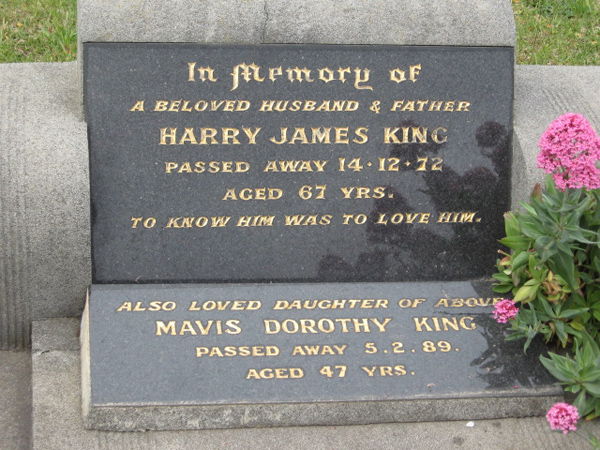 In Memory of
A BELOVED HUSBAND & FATHER
HARRY JAMES KING
PASSED AWAY 14·12·72
AGED 67 YRS.
TO KNOW HIM WAS TO LOVE HIM.
ALSO LOVED DAUGHTER OF ABOVE
MAVIS DOROTHY KING
PASSED AWAY 5.2.89.
AGED 47 YRS.